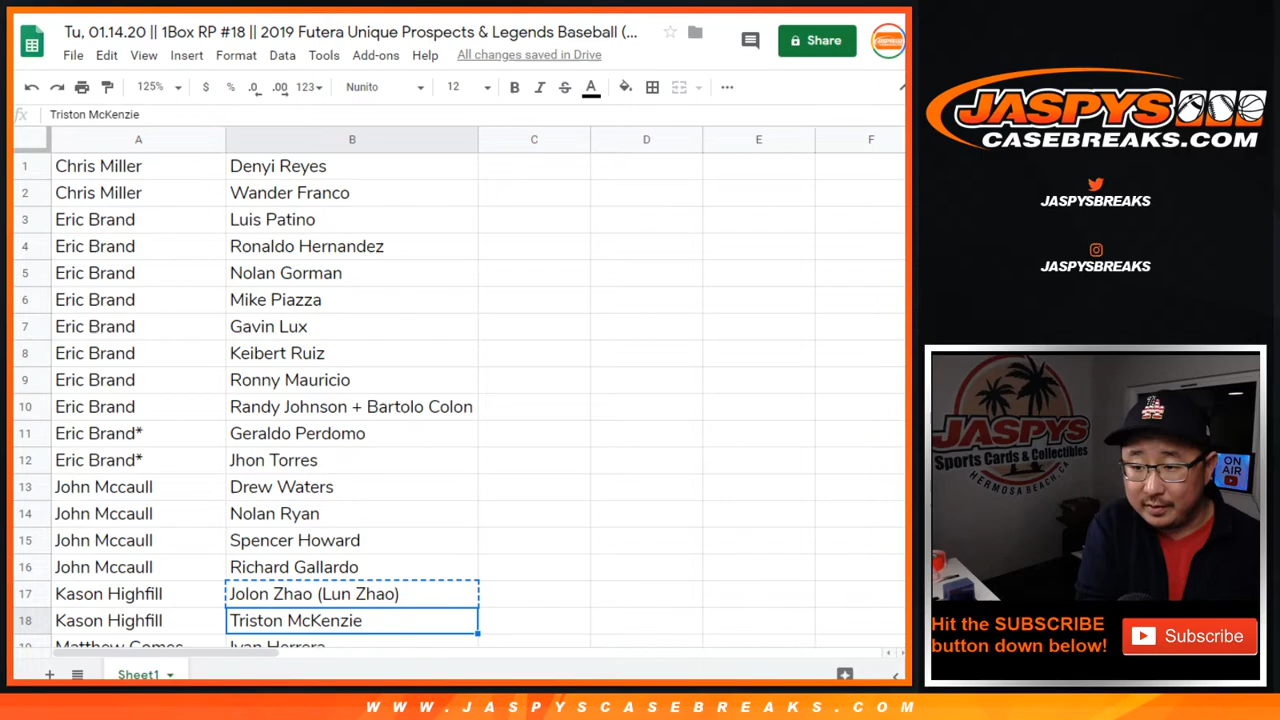 Tu, 01.14.20 || 1Box RP #18 || 2019 Futera Unique Prospects & Legends Baseball (...
File Edit View Insert Format Data Tools Add-ons Help All changes saved in Drive
Share
125% $ % .0 .00 123 Nunito 12 B I S A
fx Triston McKenzie
A B C D E F
1 Chris Miller Denyi Reyes
2 Chris Miller Wander Franco
3 Eric Brand Luis Patino
4 Eric Brand Ronaldo Hernandez
5 Eric Brand Nolan Gorman
6 Eric Brand Mike Piazza
7 Eric Brand Gavin Lux
8 Eric Brand Keibert Ruiz
9 Eric Brand Ronny Mauricio
10 Eric Brand Randy Johnson + Bartolo Colon
11 Eric Brand* Geraldo Perdomo
12 Eric Brand* Jhon Torres
13 John Mccaull Drew Waters
14 John Mccaull Nolan Ryan
15 John Mccaull Spencer Howard
16 John Mccaull Richard Gallardo
17 Kason Highfill Jolon Zhao (Lun Zhao)
18 Kason Highfill Triston McKenzie
19 Matthew Gomes Ivan Herrera
Sheet1
JASPYS
CASEBREAKS.COM
JASPYSBREAKS
JASPYSBREAKS
JASPYS
Sports Cards & Collectibles
HERMOSA BEACH, CA
ON
AIR
Hit the SUBSCRIBE
button down below!
Subscribe
WWW.JASPYSCASEBREAKS.COM